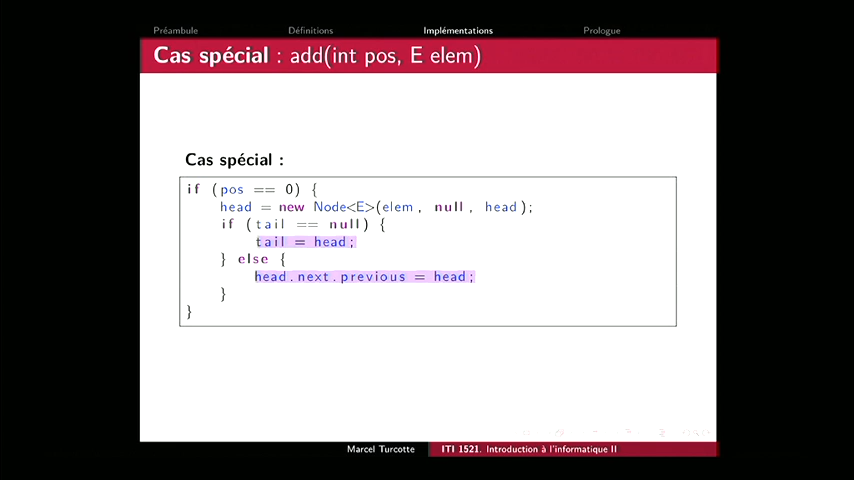 Préambule Définitions Implémentations Prologue
Cas spécial : add(int pos, E elem)
Cas spécial :
if (pos == 0) {
head = new Node<E>(elem, null, head);
if (tail == null) {
tail = head;
} else {
head.next.previous = head;
}
}
Marcel Turcotte ITI 1521. Introduction à l'informatique II